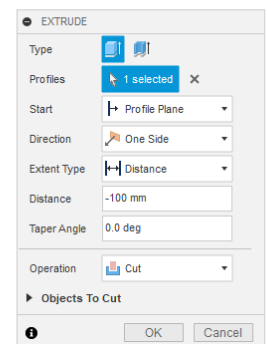 EXTRUDE
Type
Profiles 1 selected
Start Profile Plane
Direction One Side
Extent Type Distance
Distance -100 mm
Taper Angle 0.0 deg
Operation Cut
Objects To Cut
OK Cancel